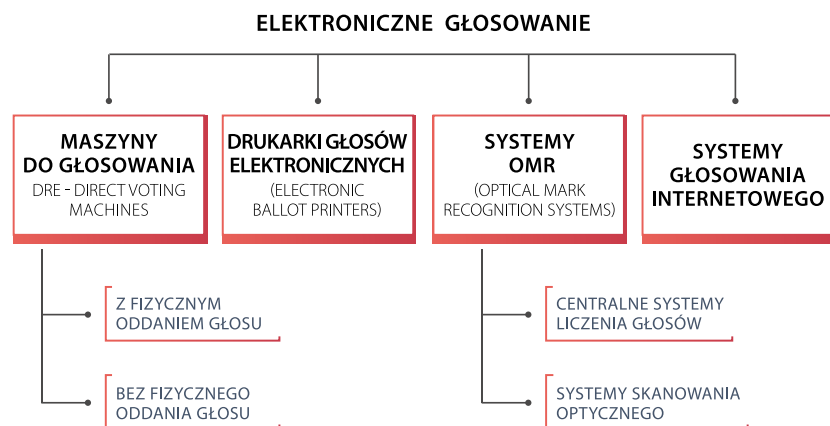 ELEKTRONICZNE GŁOSOWANIE
MASZYNY
DO GŁOSOWANIA
DRE - DIRECT VOTING
MACHINES
DRUKARKI GŁOSÓW
ELEKTRONICZNYCH
(ELECTRONIC
BALLOT PRINTERS)
SYSTEMY
OMR
(OPTICAL MARK
RECOGNITION SYSTEMS)
SYSTEMY
GŁOSOWANIA
INTERNETOWEGO
Z FIZYCZNYM
ODDANIEM GŁOSU
BEZ FIZYCZNEGO
ODDANIA GŁOSU
CENTRALNE SYSTEMY
LICZENIA GŁOSÓW
SYSTEMY SKANOWANIA
OPTYCZNEGO